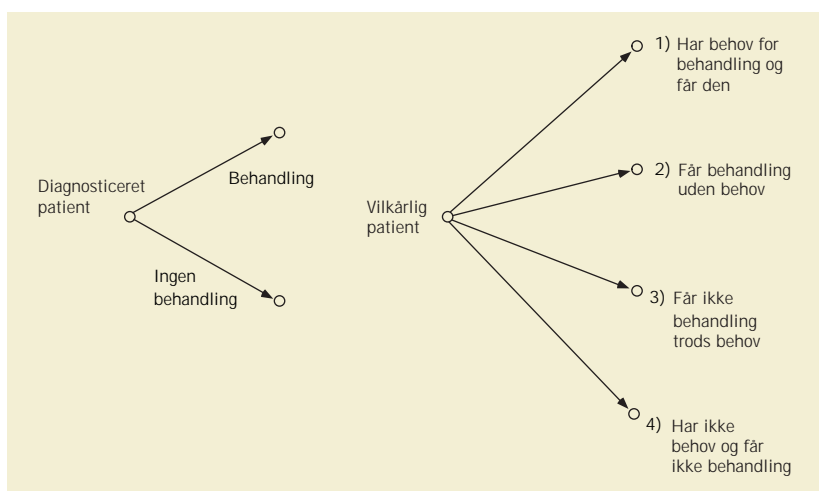 Diagnosticeret
patient
Behandling
Ingen
behandling
Vilkårlig
patient
1) Har behov for
behandling og
får den
2) Får behandling
uden behov
3) Får ikke
behandling
trods behov
4) Har ikke
behov og får
ikke behandling